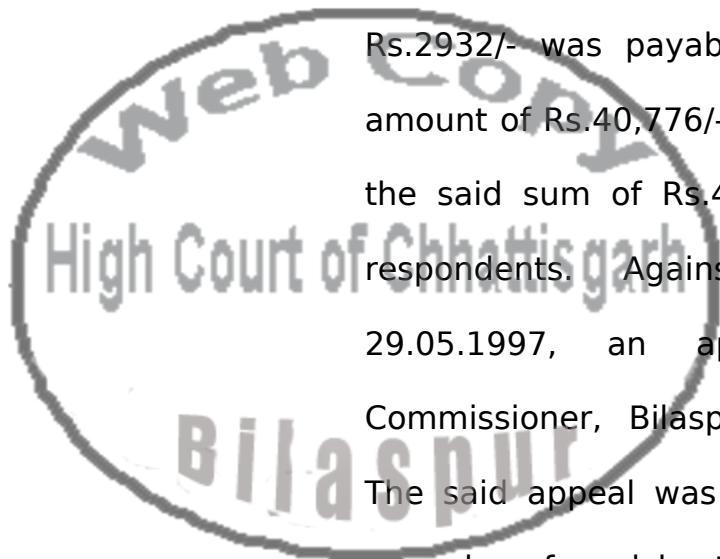 Web Copy
High Court of Chhattisgarh
Bilaspur
Rs.2932/- was payab
amount of Rs.40,776/-
the said sum of Rs.4
respondents. Agains
29.05.1997, an ap
Commissioner, Bilasp
The said appeal was